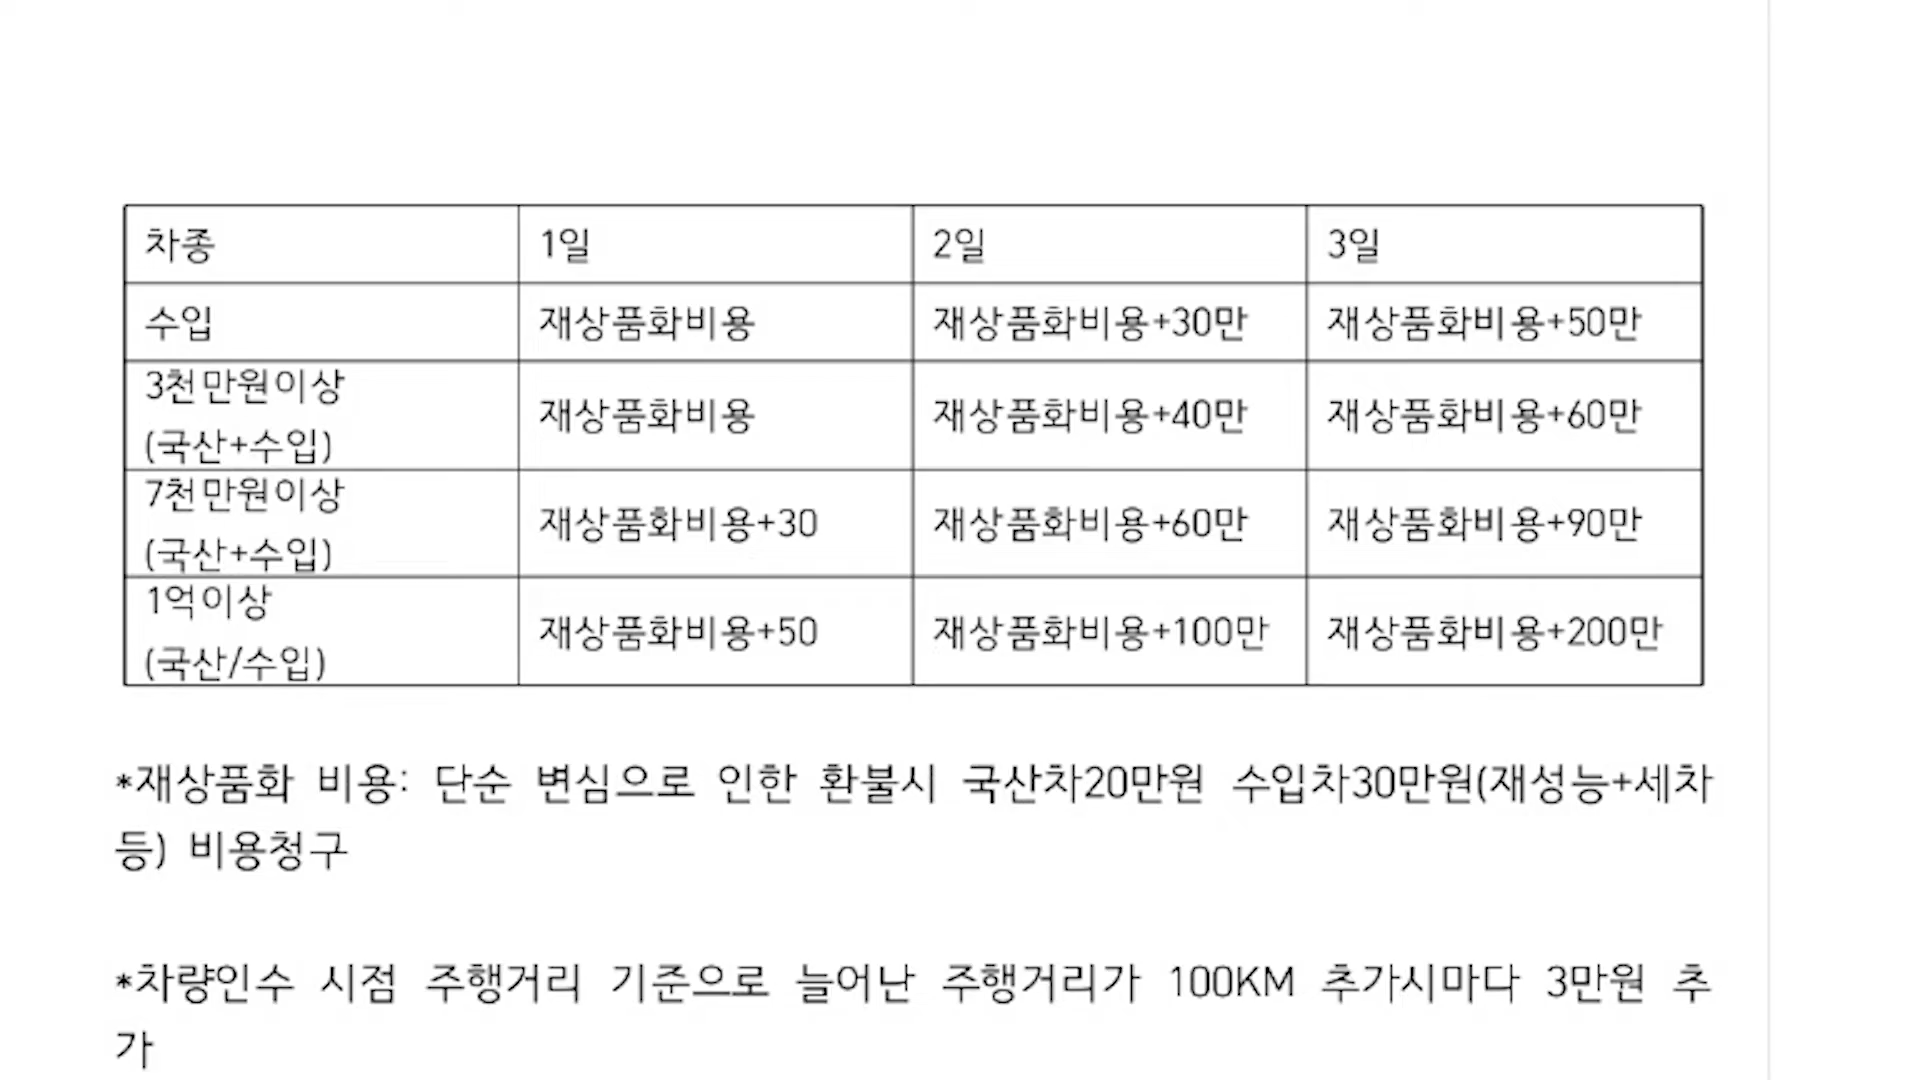 차종 1일 2일 3일
수입 재상품화비용 재상품화비용+30만 재상품화비용+50만
3천만원이상
(국산+수입) 재상품화비용 재상품화비용+40만 재상품화비용+60만
7천만원이상
(국산+수입) 재상품화비용+30 재상품화비용+60만 재상품화비용+90만
1억이상
(국산/수입) 재상품화비용+50 재상품화비용+100만 재상품화비용+200만
*재상품화 비용: 단순 변심으로 인한 환불시 국산차20만원 수입차30만원(재성능+세차
등) 비용청구
*차량인수 시점 주행거리 기준으로 늘어난 주행거리가 100KM 추가시마다 3만원 추
가